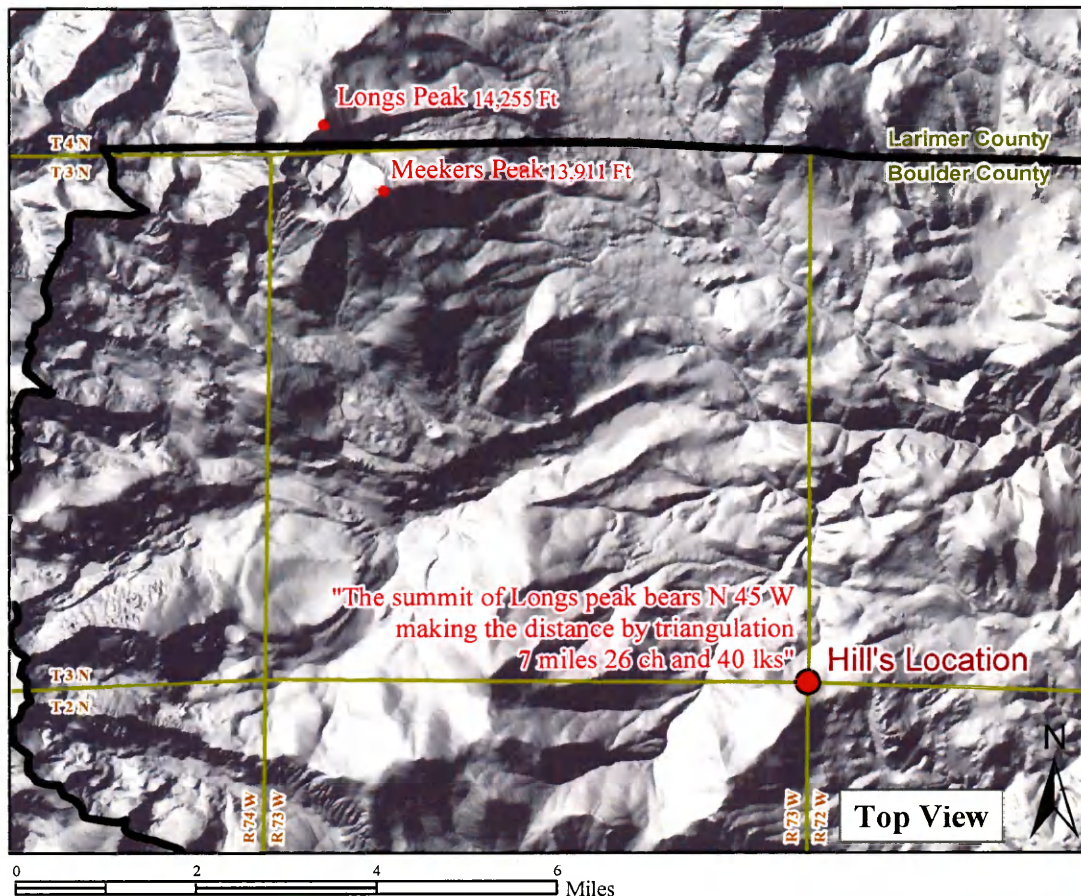 Longs Peak 14,255 Ft
T 4 N
T 3 N
Larimer County
Boulder County
Meekers Peak 13,911 Ft
"The summit of Longs peak bears N 45 W
making the distance by triangulation
7 miles 26 ch and 40 lks"
Hill's Location
T 3 N
T 2 N
R 74 W
R 73 W
R 73 W
R 72 W
N
Top View
0 2 4 6
Miles